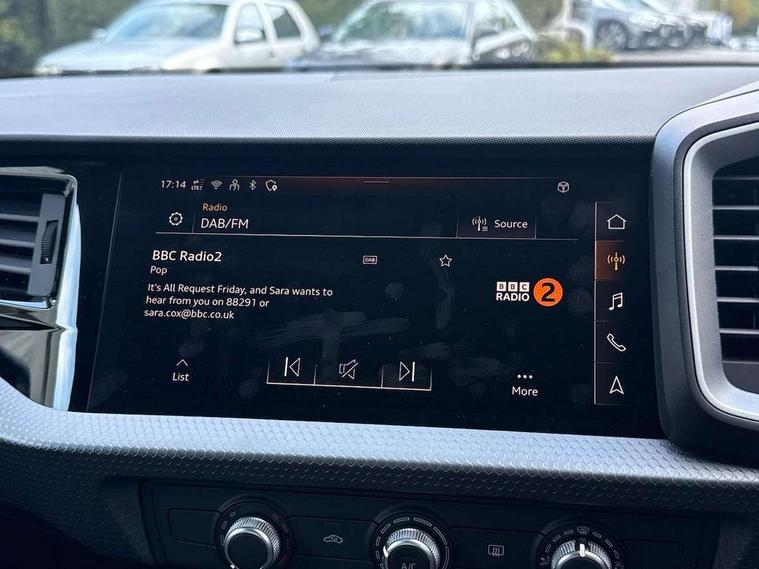 17:14 LTE
Radio
DAB/FM
Source
BBC Radio2
DAB
Pop
It's All Request Friday, and Sara wants to
hear from you on 88291 or
sara.cox@bbc.co.uk
BBC
RADIO 2
List
More
A/C